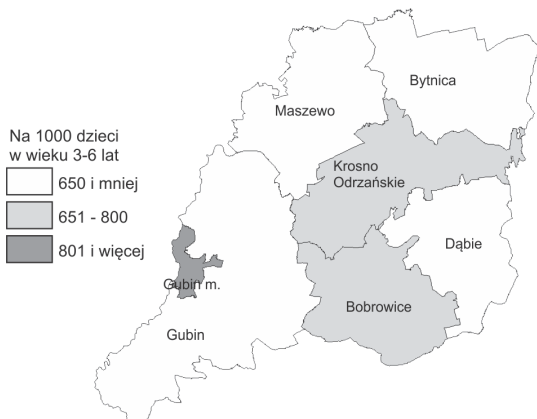 Na 1000 dzieci
w wieku 3-6 lat
650 i mniej
651 - 800
801 i więcej
Bytnica
Maszewo
Krosno
Odrzańskie
Dąbie
Gubin m.
Bobrowice
Gubin